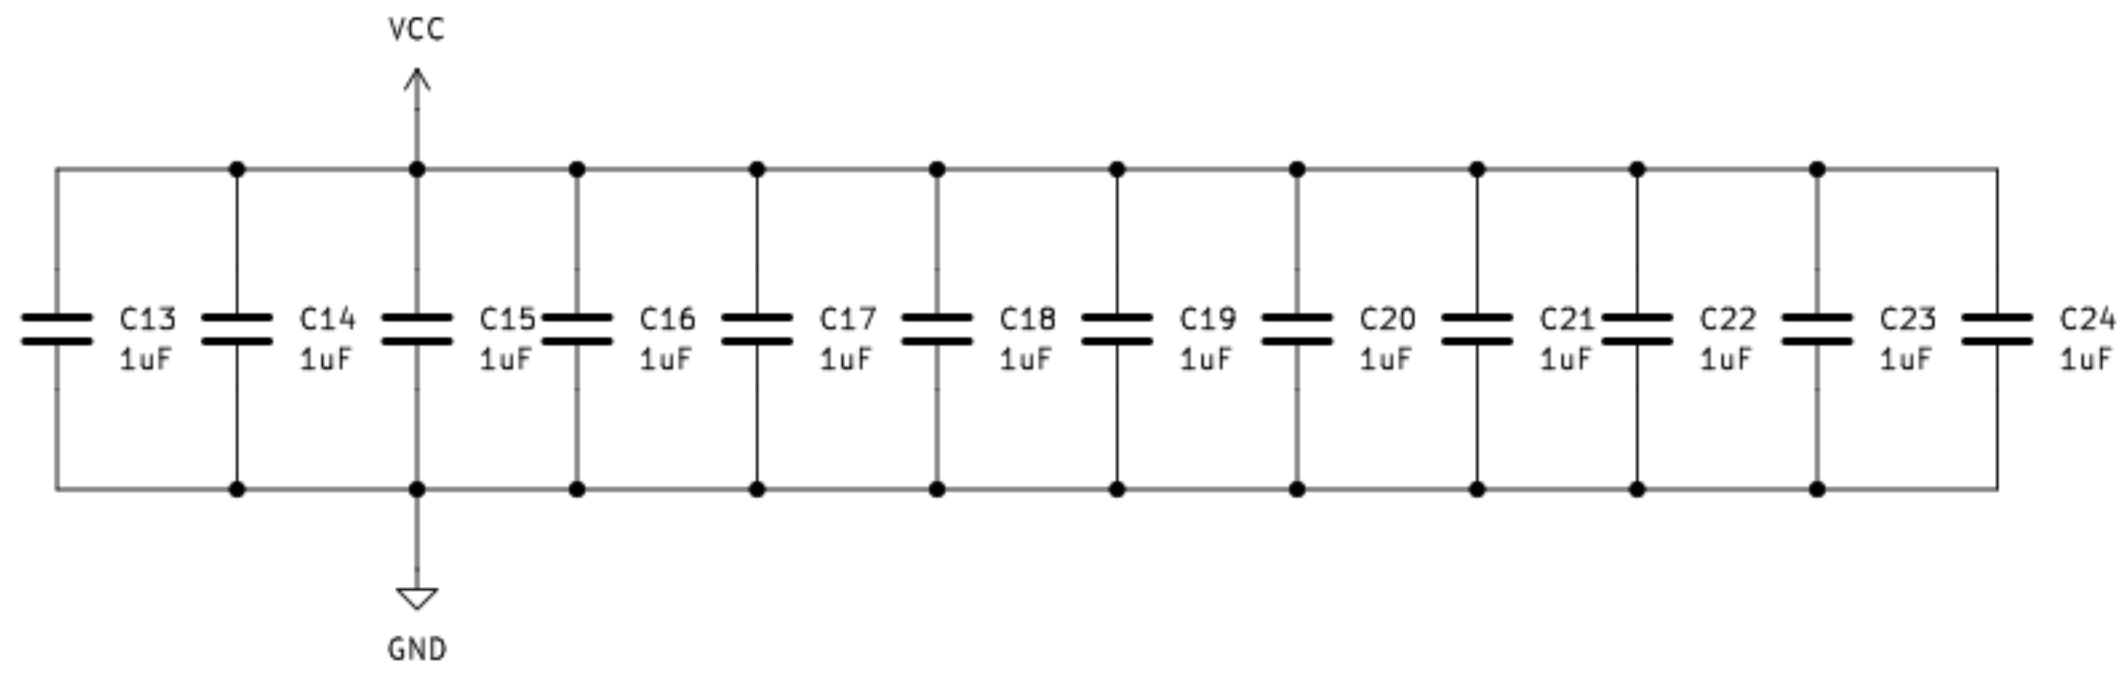 VCC
C13 C14 C15 C16 C17 C18 C19 C20 C21 C22 C23 C24
1uF 1uF 1uF 1uF 1uF 1uF 1uF 1uF 1uF 1uF 1uF 1uF
GND